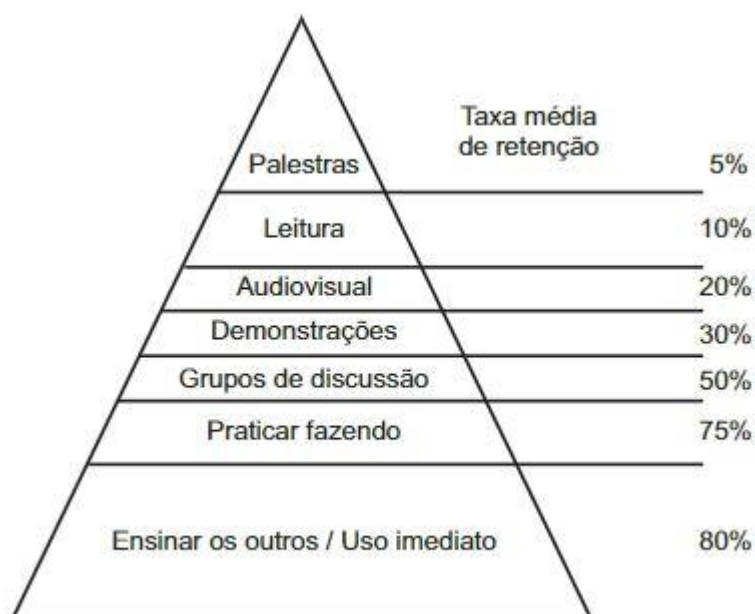 Taxa média
de retenção
Palestras 5%
Leitura 10%
Audiovisual 20%
Demonstrações 30%
Grupos de discussão 50%
Praticar fazendo 75%
Ensinar os outros / Uso imediato 80%